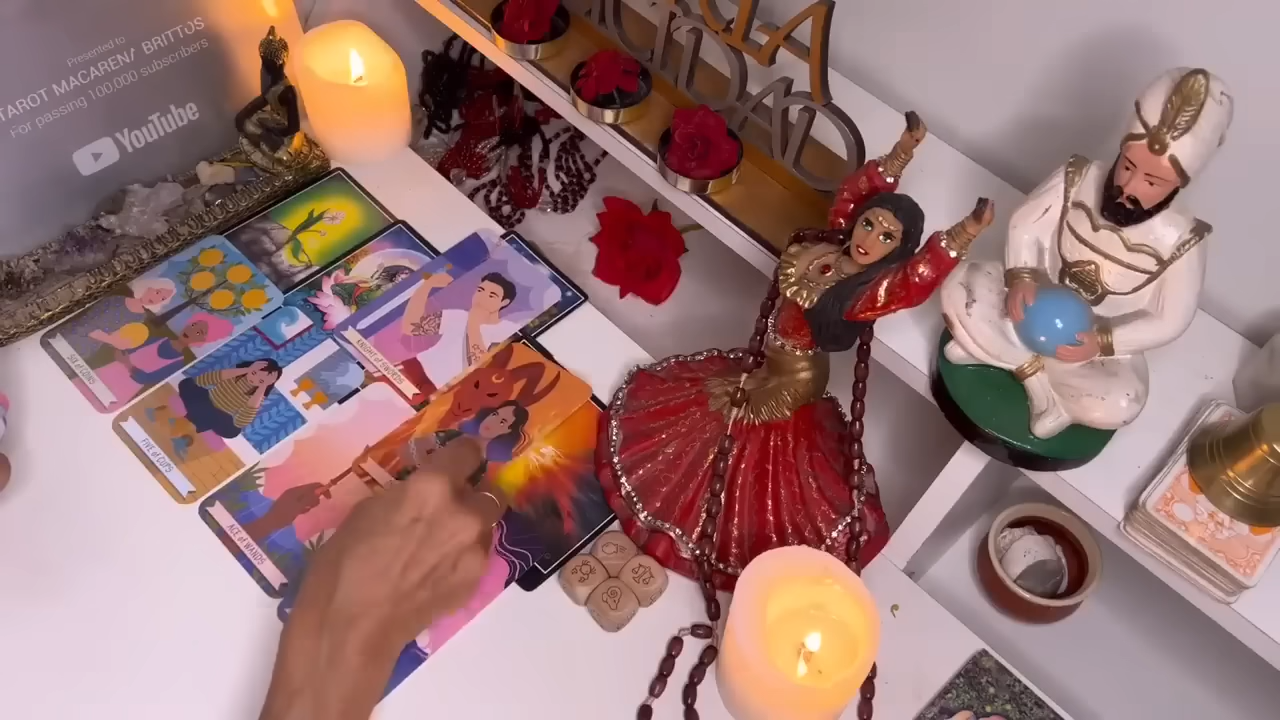 Presented to
TAROT MACARENA BRITTOS
For passing 100,000 subscribers
YouTube
SIX of COINS
KNIGHT of SWORDS
FIVE of CUPS
ACE of WANDS